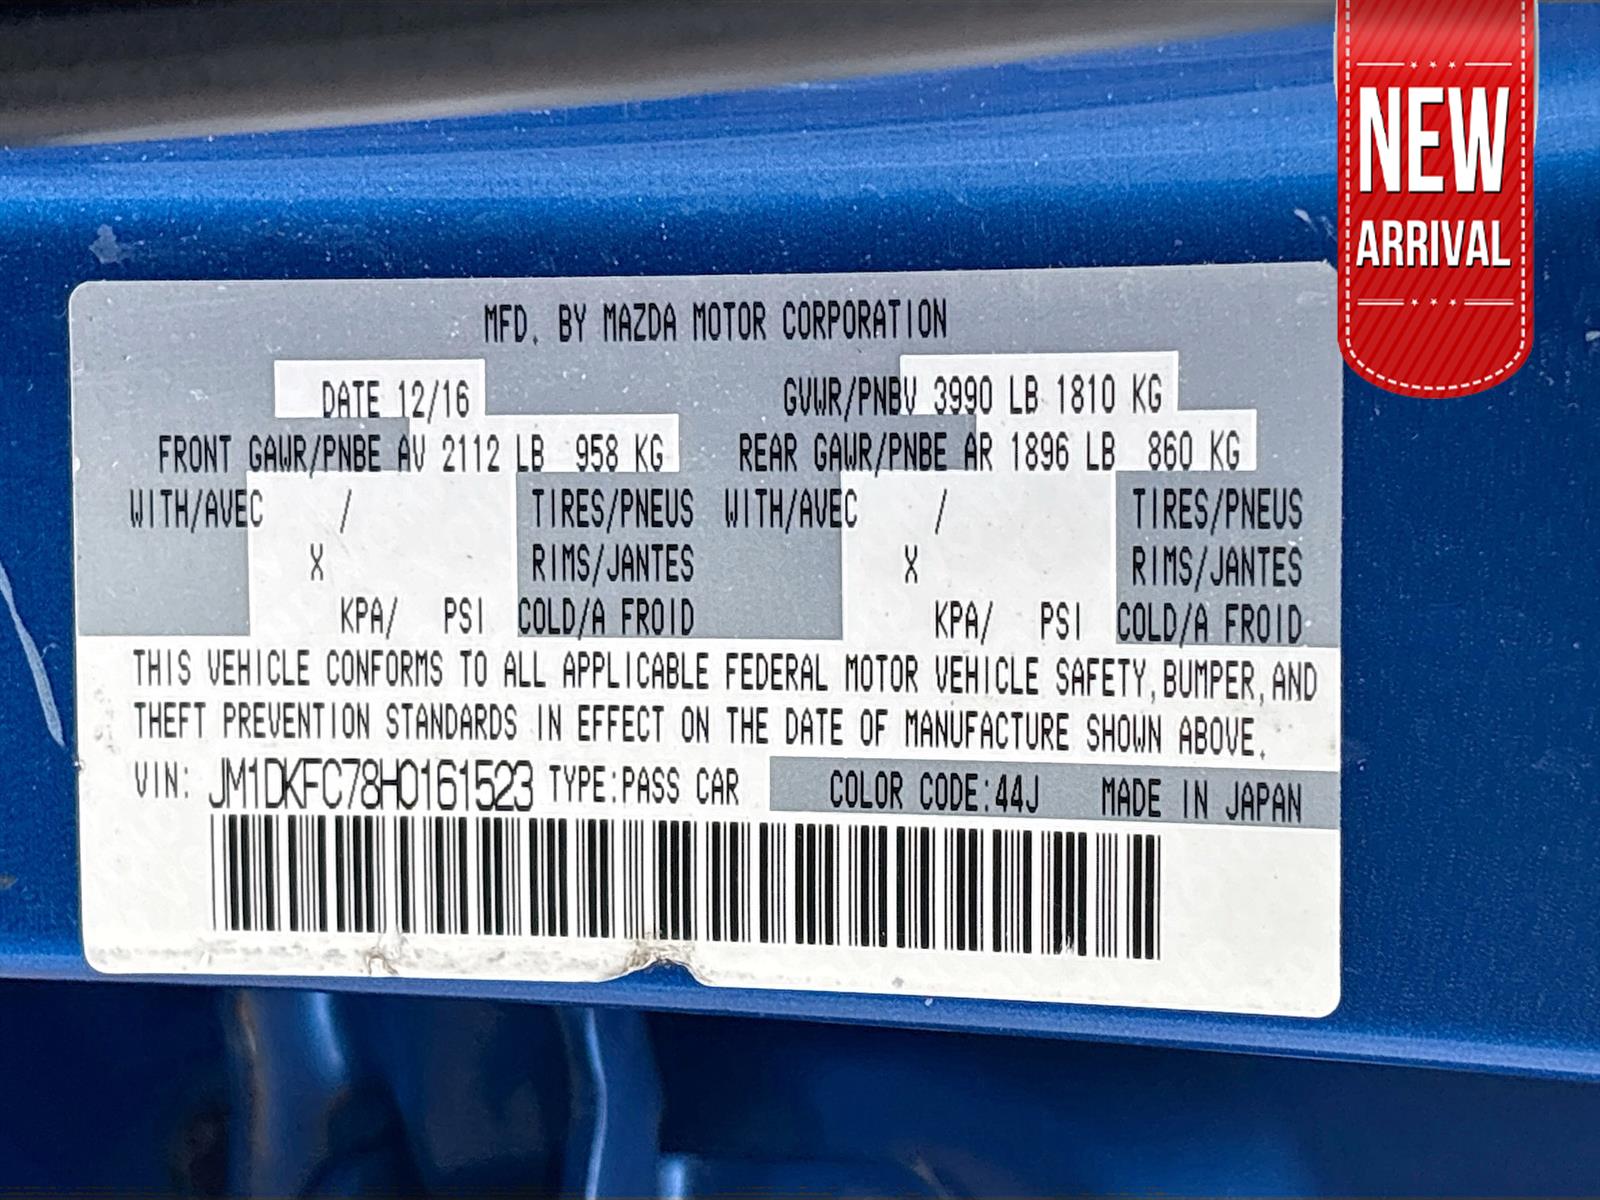 NEW
ARRIVAL
MFD. BY MAZDA MOTOR CORPORATION
DATE 12/16 GVWR/PNBV 3990 LB 1810 KG
FRONT GAWR/PNBE AV 2112 LB 958 KG REAR GAWR/PNBE AR 1896 LB 860 KG
WITH/AVEC / TIRES/PNEUS WITH/AVEC / TIRES/PNEUS
X RIMS/JANTES X RIMS/JANTES
KPA/ PSI COLD/A FROID KPA/ PSI COLD/A FROID
THIS VEHICLE CONFORMS TO ALL APPLICABLE FEDERAL MOTOR VEHICLE SAFETY, BUMPER, AND
THEFT PREVENTION STANDARDS IN EFFECT ON THE DATE OF MANUFACTURE SHOWN ABOVE.
VIN: JM1DKFC78H0161523 TYPE:PASS CAR COLOR CODE:44J MADE IN JAPAN